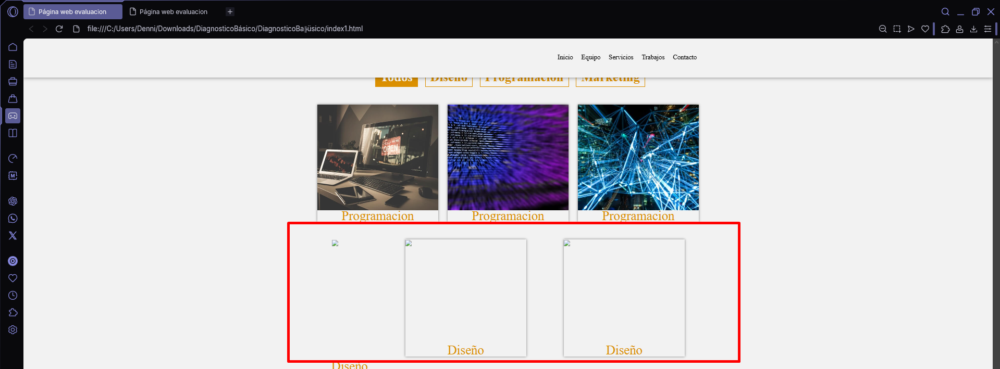 Página web evaluacion
Página web evaluacion
file:///C:/Users/Denni/Downloads/DiagnosticoBásico/DiagnosticoBa╠üsico/index1.html
Inicio Equipo Servicios Trabajos Contacto
Todos Diseño Programacion Marketing
OPEN
Programacion Programacion Programacion
Diseño Diseño
Diseño